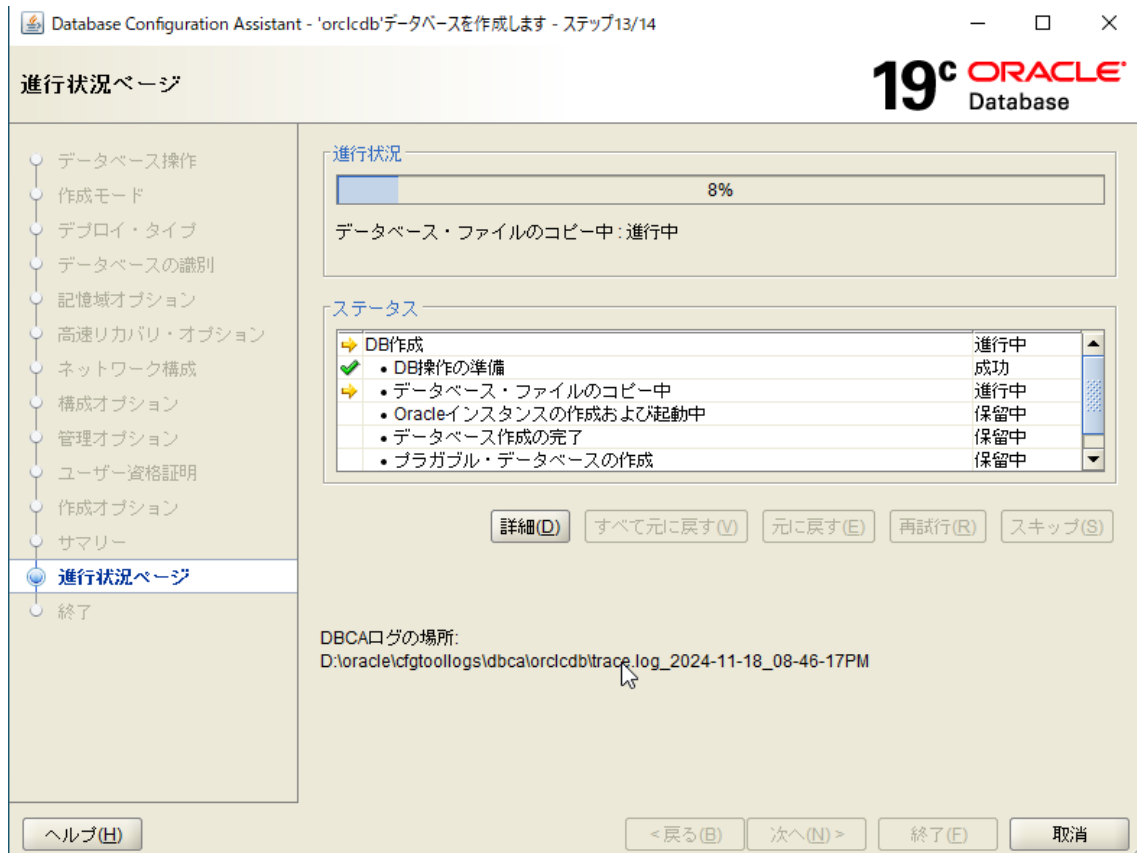 Database Configuration Assistant - 'orclcdb'データベースを作成します - ステップ13/14
進行状況ページ
19c ORACLE
Database
データベース操作
作成モード
デプロイ・タイプ
データベースの識別
記憶域オプション
高速リカバリ・オプション
ネットワーク構成
構成オプション
管理オプション
ユーザー資格証明
作成オプション
サマリー
進行状況ページ
終了
進行状況
8%
データベース・ファイルのコピー中 : 進行中
ステータス
DB作成 進行中
• DB操作の準備 成功
• データベース・ファイルのコピー中 進行中
• Oracleインスタンスの作成および起動中 保留中
• データベース作成の完了 保留中
• プラガブル・データベースの作成 保留中
詳細(D) すべて元に戻す(V) 元に戻す(E) 再試行(R) スキップ(S)
DBCAログの場所:
D:\oracle\cfgtoollogs\dbca\orclcdb\trace.log_2024-11-18_08-46-17PM
ヘルプ(H) <戻る(B) 次へ(N)> 終了(F) 取消